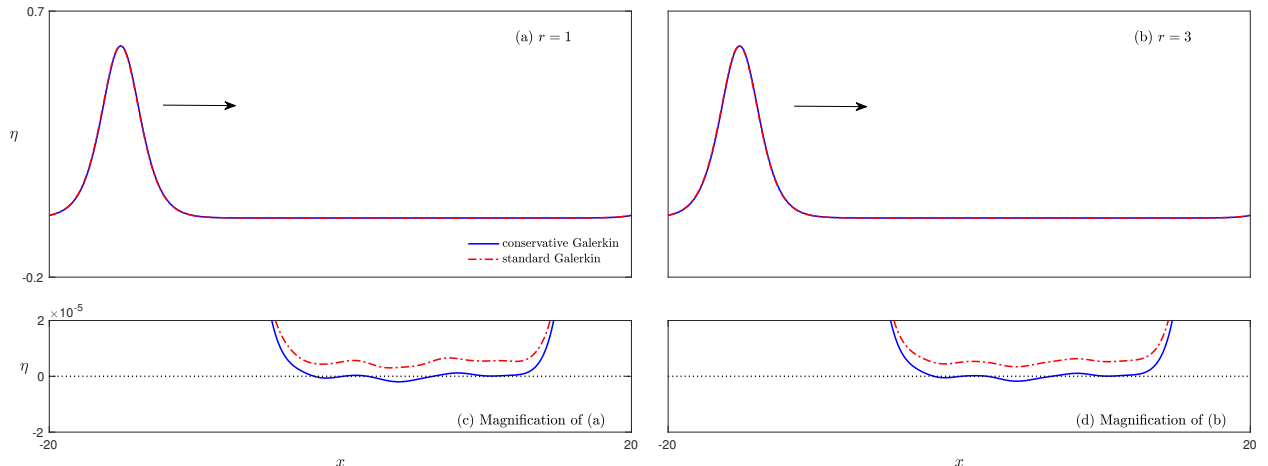 0.7
(a) r = 1
(b) r = 3
η
conservative Galerkin
standard Galerkin
-0.2
2 ×10^-5
η
0
(c) Magnification of (a)
(d) Magnification of (b)
-2
-20
20
-20
20
x
x